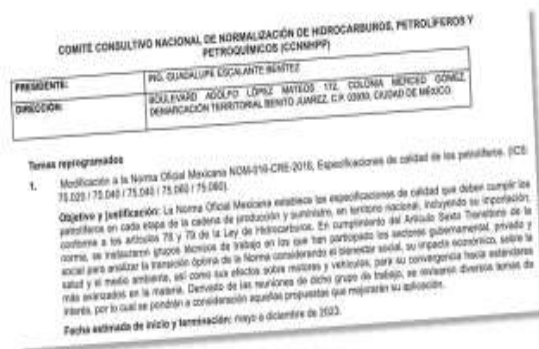 COMITÉ CONSULTIVO NACIONAL DE NORMALIZACIÓN DE HIDROCARBUROS, PETROLÍFEROS Y
PETROQUÍMICOS (CCNNHPP)
PRESIDENTE:
ING. GUADALUPE ESCALANTE BENÍTEZ
DIRECCIÓN:
BOULEVARD ADOLFO LÓPEZ MATEOS 172, COLONIA MERCED GÓMEZ,
DEMARCACIÓN TERRITORIAL BENITO JUÁREZ, C.P. 03930, CIUDAD DE MÉXICO.
Temas reprogramados
1. Modificación a la Norma Oficial Mexicana NOM-016-CRE-2016, Especificaciones de calidad de los petrolíferos. (ICS:
75.020 / 75.040 / 75.040 / 75.060 / 75.080).
Objetivo y justificación: La Norma Oficial Mexicana establece las especificaciones de calidad que deben cumplir los
petrolíferos en cada etapa de la cadena de producción y suministro, en territorio nacional, incluyendo su importación,
conforme a los artículos 78 y 79 de la Ley de Hidrocarburos. En cumplimiento del Artículo Sexto Transitorio de la
norma, se instauraron grupos técnicos de trabajo en los que han participado los sectores gubernamental, privado y
social para analizar la transición óptima de la Norma considerando el bienestar social, su impacto económico, sobre la
salud y el medio ambiente, así como sus efectos sobre motores y vehículos, para su convergencia hacia estándares
más avanzados en la materia. Derivado de las reuniones de dicho grupo de trabajo, se revisaron diversos temas de
interés, por lo cual se pondrán a consideración aquellas propuestas que mejorarán su aplicación.
Fecha estimada de inicio y terminación: mayo a diciembre de 2023.